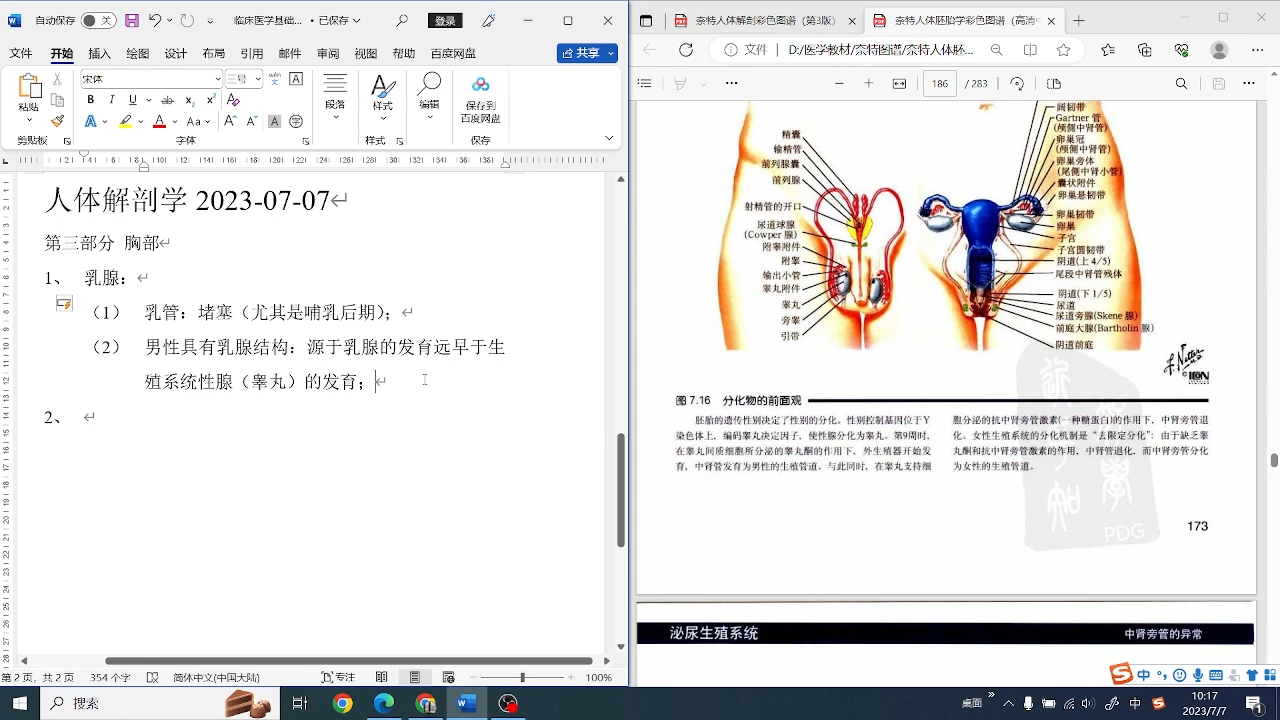 自动保存 关
临床医学基础... • 已保存
登录
文件 开始 插入 绘图 设计 布局 引用 邮件 审阅 视图 帮助 百度网盘
共享
宋体
三号
粘贴
段落
样式
编辑
保存到
百度网盘
剪贴板 字体 样式 保存
人体解剖学 2023-07-07
第三部分 胸部
1、 乳腺：
（1） 乳管：堵塞（尤其是哺乳后期）；
（2） 男性具有乳腺结构：源于乳腺的发育远早于生
殖系统性腺（睾丸）的发育；
2、
第 2 页，共 2 页 354 个字 简体中文(中国大陆) 专注 100%
奈特人体解剖彩色图谱（第3版）
奈特人体胚胎学彩色图谱（高清中
文件 D:/医学教材/奈特图谱/奈特人体胚...
186 /283
精囊
输精管
前列腺囊
前列腺
射精管的开口
尿道球腺
(Cowper 腺)
附睾附件
附睾
输出小管
睾丸附件
睾丸
旁睾
引带
阔韧带
Gartner 管
(颅侧中肾管)
卵巢冠
(颅侧中肾管)
卵巢旁体
(尾侧中肾小管)
囊状附件
卵巢悬韧带
卵巢韧带
卵巢
子宫
子宫圆韧带
阴道(上 4/5)
尾段中肾管残体
阴道(下 1/5)
尿道
尿道旁腺(Skene 腺)
前庭大腺(Bartholin 腺)
阴道前庭
图 7.16 分化物的前面观
胚胎的遗传性别决定了性别的分化。性别控制基因位于Y
染色体上，编码睾丸决定因子，使性腺分化为睾丸。第9周时，
在睾丸间质细胞所分泌的睾丸酮的作用下，外生殖器开始发
育，中肾管发育为男性的生殖管道。与此同时，在睾丸支持细
胞分泌的抗中肾旁管激素(一种糖蛋白)的作用下，中肾旁管退
化。女性生殖系统的分化机制是“去限定分化”：由于缺乏睾
丸酮和抗中肾旁管激素的作用，中肾管退化，而中肾旁管分化
为女性的生殖管道。
PDG
173
泌尿生殖系统
中肾旁管的异常
中
搜索
桌面
中
10:17
2023/7/7